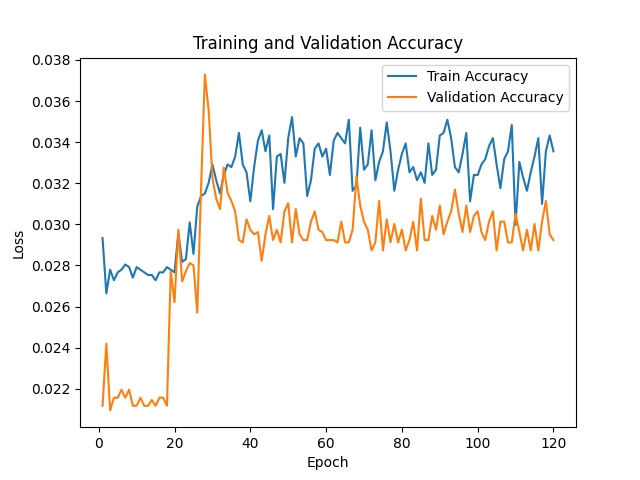 Training and Validation Accuracy
Train Accuracy
Validation Accuracy
Loss
0.038
0.036
0.034
0.032
0.030
0.028
0.026
0.024
0.022
0 20 40 60 80 100 120
Epoch